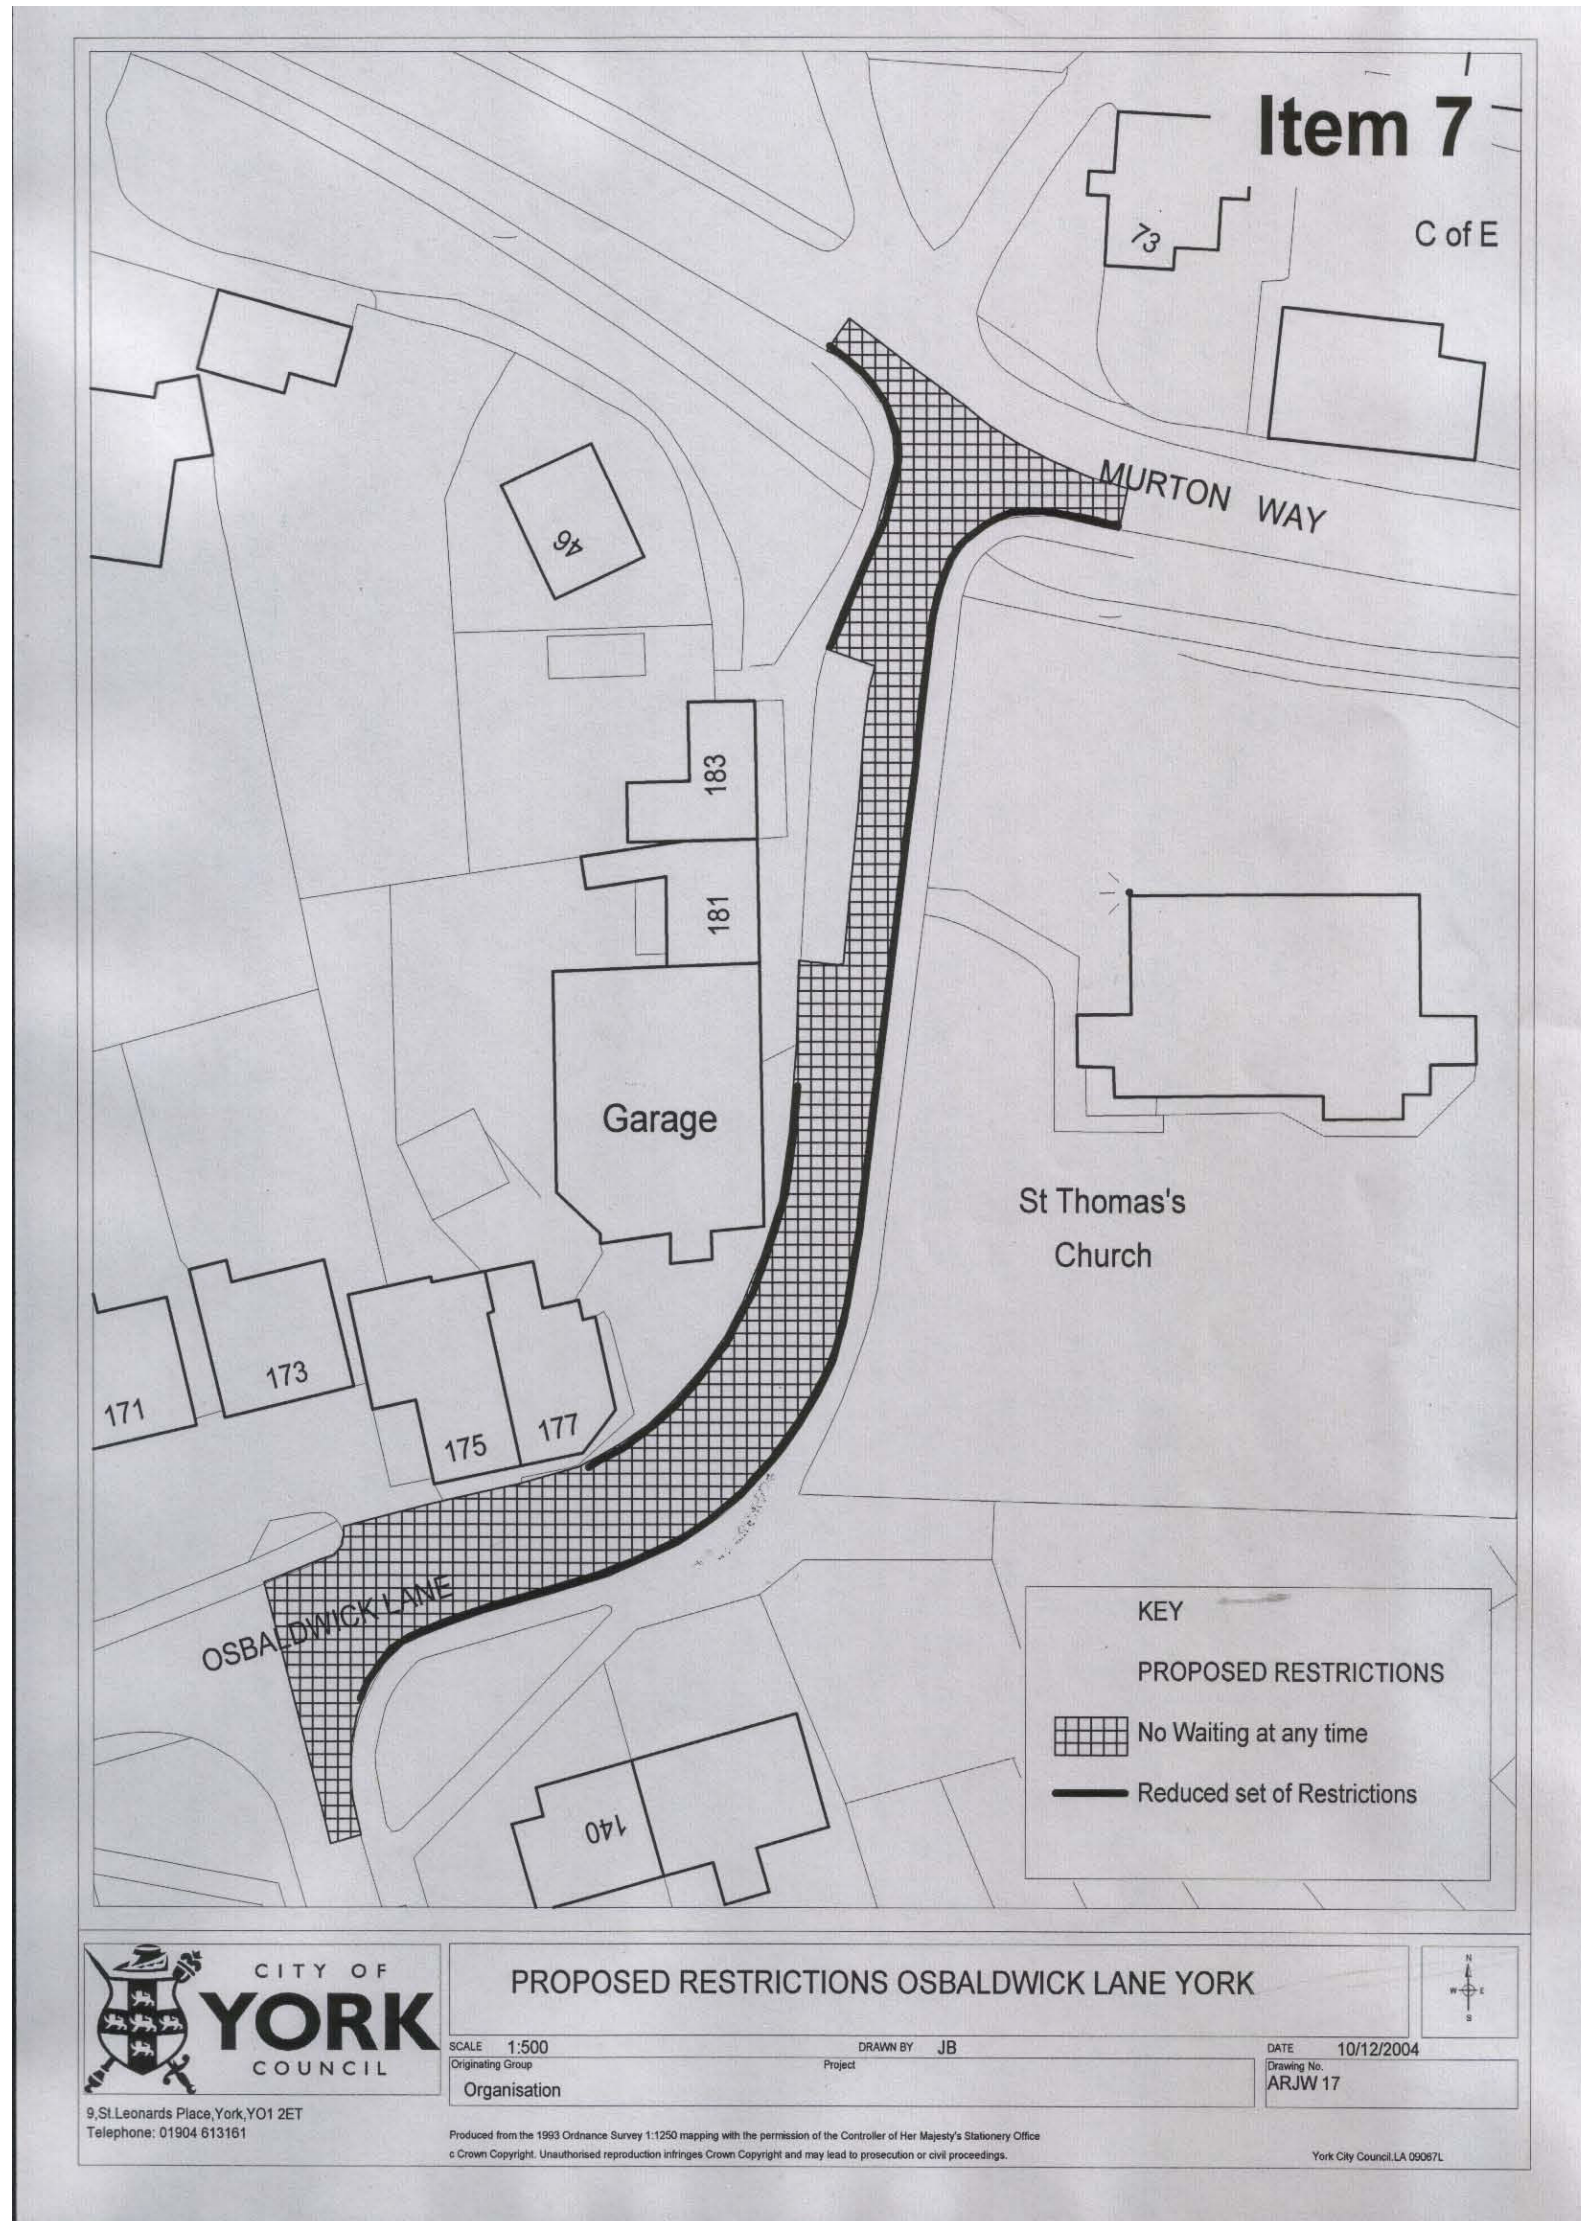 Item 7
C of E
73
MURTON WAY
46
183
181
Garage
St Thomas's
Church
171
173
175
177
OSBALDWICK LANE
140
KEY
PROPOSED RESTRICTIONS
No Waiting at any time
Reduced set of Restrictions
CITY OF
YORK
COUNCIL
9,St.Leonards Place,York,YO1 2ET
Telephone: 01904 613161
PROPOSED RESTRICTIONS OSBALDWICK LANE YORK
N
W E
S
SCALE 1:500
DRAWN BY JB
DATE 10/12/2004
Originating Group
Organisation
Project
Drawing No.
ARJW 17
Produced from the 1993 Ordnance Survey 1:1250 mapping with the permission of the Controller of Her Majesty's Stationery Office
c Crown Copyright. Unauthorised reproduction infringes Crown Copyright and may lead to prosecution or civil proceedings.
York City Council.LA 09067L